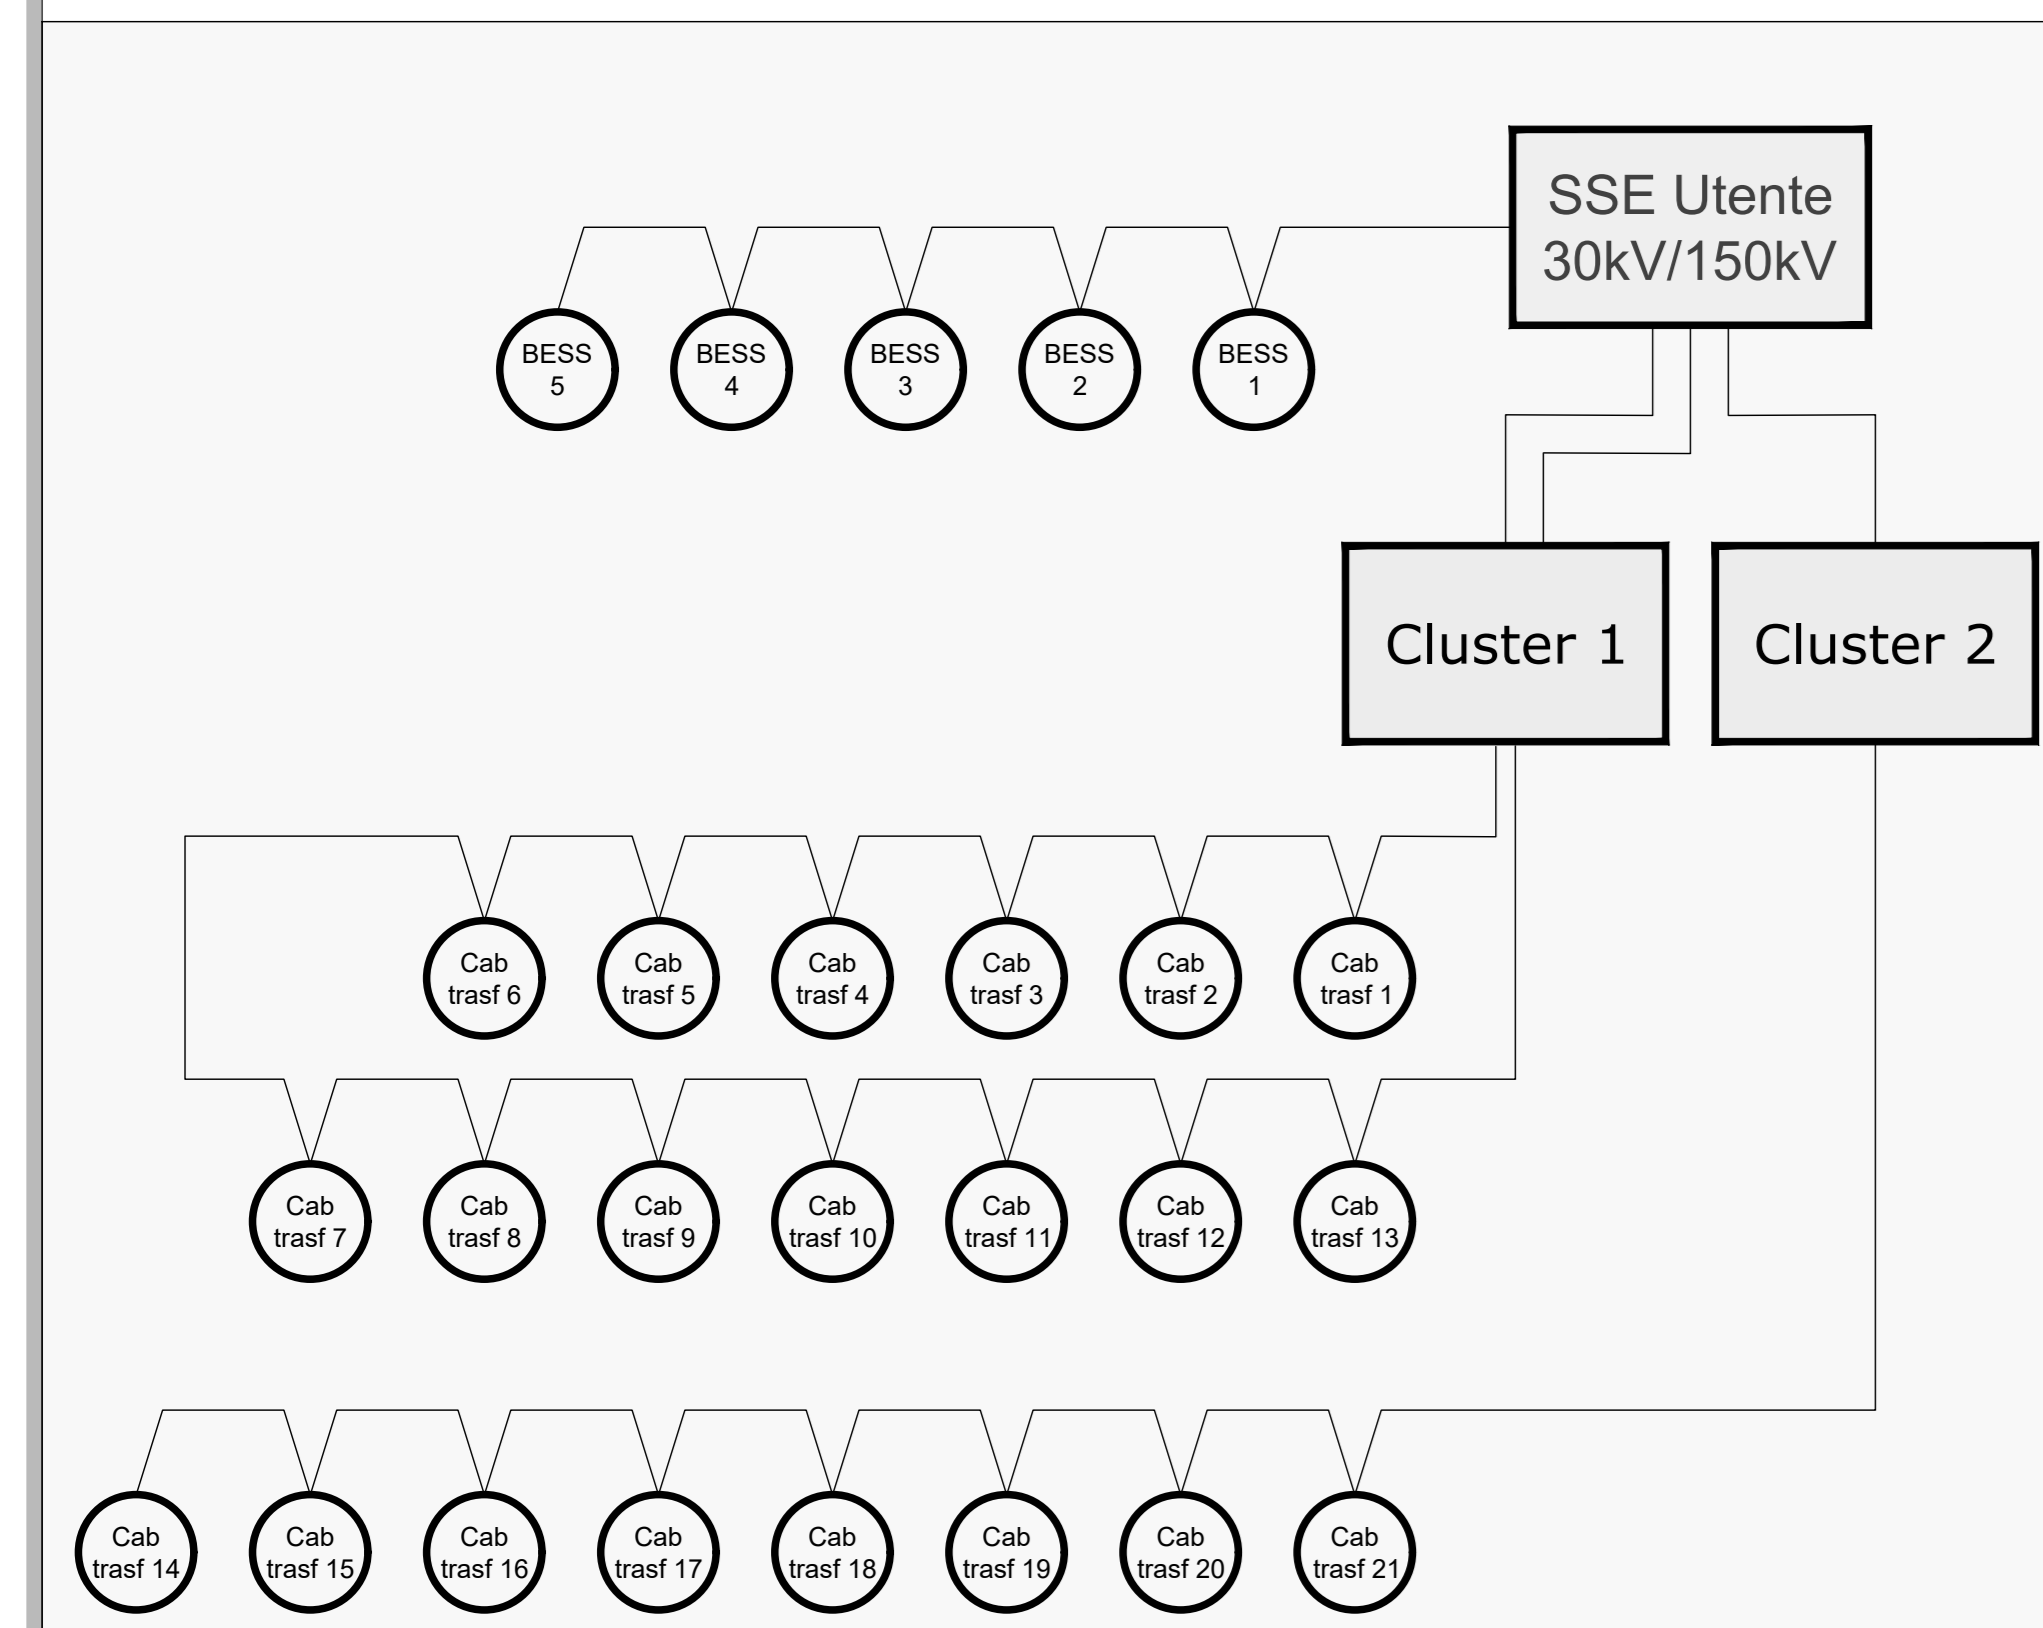 SSE Utente
30kV/150kV
BESS
5
BESS
4
BESS
3
BESS
2
BESS
1
Cluster 1
Cluster 2
Cab
trasf 6
Cab
trasf 5
Cab
trasf 4
Cab
trasf 3
Cab
trasf 2
Cab
trasf 1
Cab
trasf 7
Cab
trasf 8
Cab
trasf 9
Cab
trasf 10
Cab
trasf 11
Cab
trasf 12
Cab
trasf 13
Cab
trasf 14
Cab
trasf 15
Cab
trasf 16
Cab
trasf 17
Cab
trasf 18
Cab
trasf 19
Cab
trasf 20
Cab
trasf 21